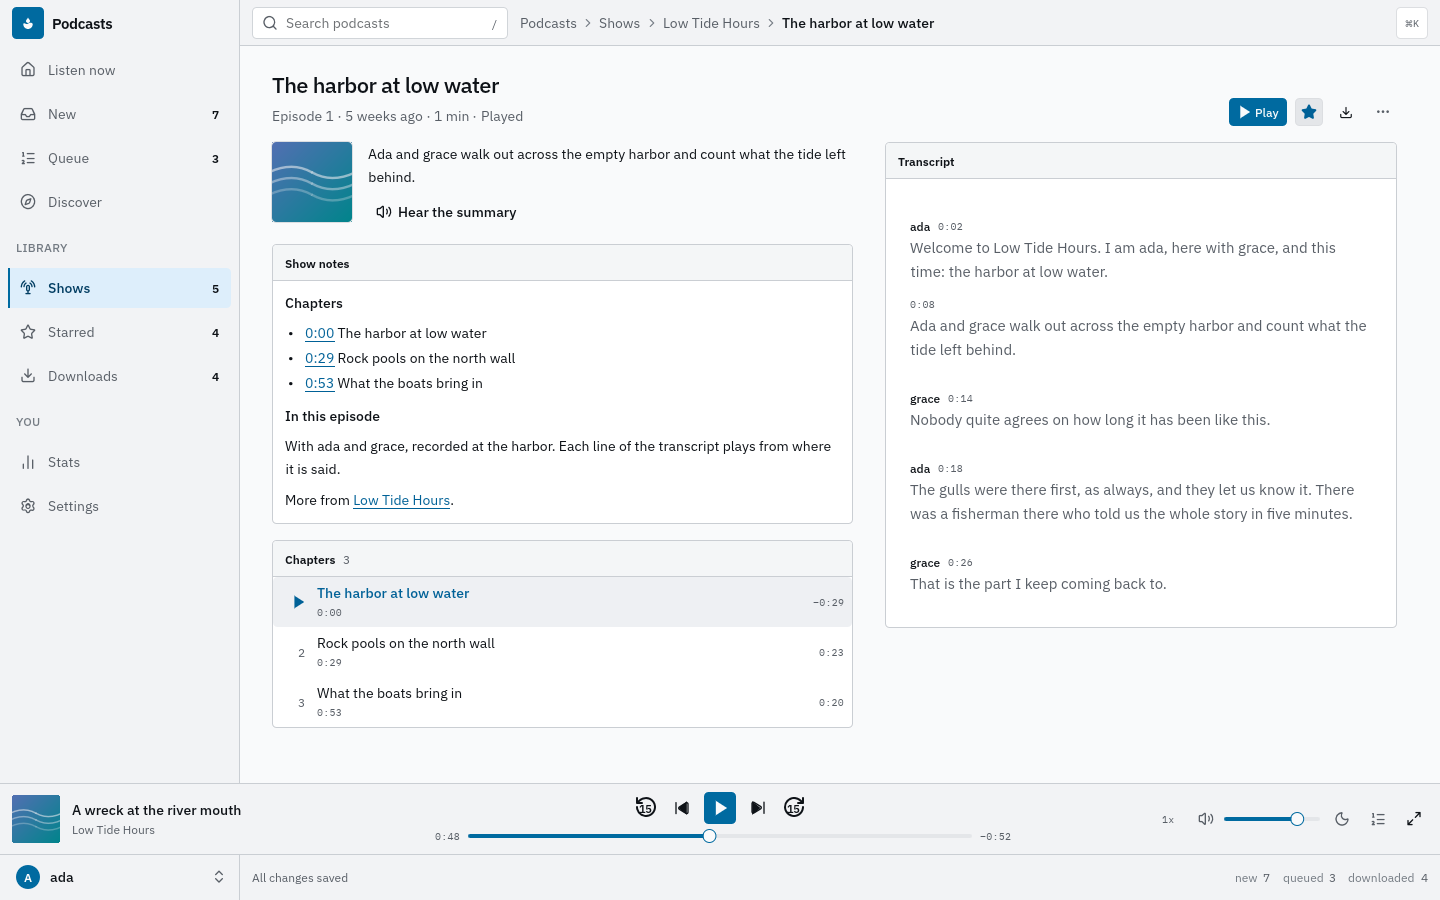 Podcasts
Search podcasts /
Podcasts Shows Low Tide Hours The harbor at low water
⌘K
Listen now
New 7
Queue 3
Discover
LIBRARY
Shows 5
Starred 4
Downloads 4
YOU
Stats
Settings
The harbor at low water
Episode 1 · 5 weeks ago · 1 min · Played
Play
Ada and grace walk out across the empty harbor and count what the tide left
behind.
Hear the summary
Show notes
Chapters
• 0:00 The harbor at low water
• 0:29 Rock pools on the north wall
• 0:53 What the boats bring in
In this episode
With ada and grace, recorded at the harbor. Each line of the transcript plays from where
it is said.
More from Low Tide Hours.
Chapters 3
The harbor at low water
0:00
−0:29
2 Rock pools on the north wall
0:29
0:23
3 What the boats bring in
0:53
0:20
Transcript
ada 0:02
Welcome to Low Tide Hours. I am ada, here with grace, and this
time: the harbor at low water.
0:08
Ada and grace walk out across the empty harbor and count what the
tide left behind.
grace 0:14
Nobody quite agrees on how long it has been like this.
ada 0:18
The gulls were there first, as always, and they let us know it. There
was a fisherman there who told us the whole story in five minutes.
grace 0:26
That is the part I keep coming back to.
A wreck at the river mouth
Low Tide Hours
15 15
0:48 −0:52
1x
A ada
All changes saved
new 7 queued 3 downloaded 4